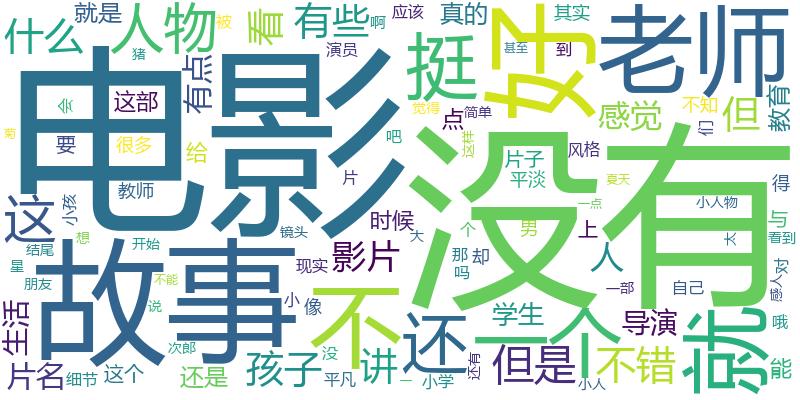 什么
就是
人物
猪
被
有些
啊
应该
真的
其实
看
演员
甚至
到
电影
挺
好
老师
有点
这部
会
要
很多
给
觉得
简单
点
感觉
不知
但
们
教育
菊
教师
吧
这样
片
没有
片子
平淡
风格
夏天
得
这
小孩
想
时候
镜头
大
个
男
一点
小人物
上
与
结尾
开始
故事
现实
影片
那
却
吗
人
太
看到
星
朋友
不能
小
像
不
还
学生
一部
自己
感人
对
生活
说
一个
导演
就
哦
次郎
没
讲
但是
不错
能
片名
细节
这个
还是
孩子
平凡
一
小学
还有
小人